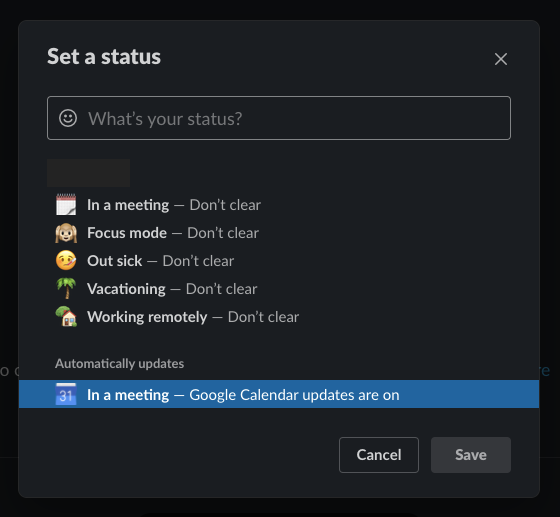 Set a status
What's your status?
In a meeting – Don't clear
Focus mode – Don't clear
Out sick – Don't clear
Vacationing – Don't clear
Working remotely – Don't clear
Automatically updates
31 In a meeting – Google Calendar updates are on
Cancel Save